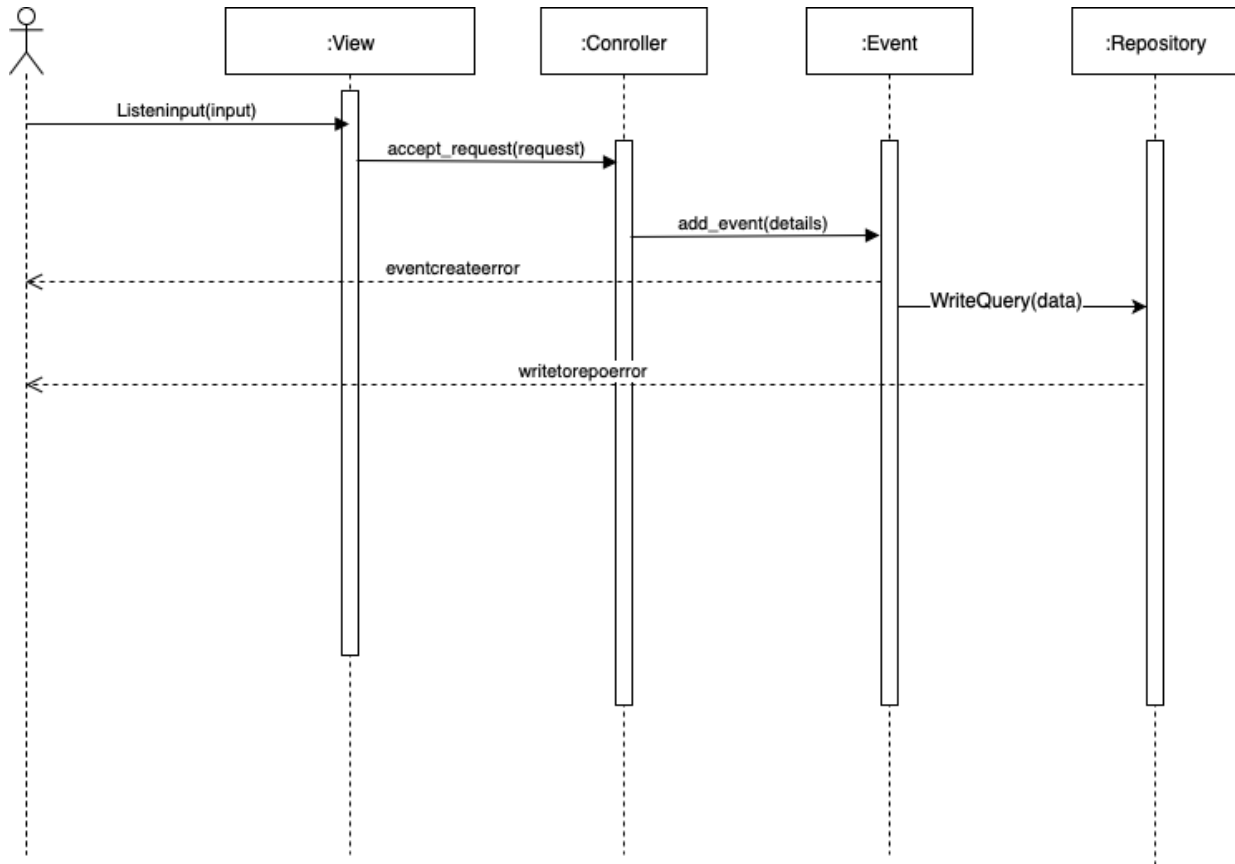 :View
:Conroller
:Event
:Repository
Listeninput(input)
accept_request(request)
add_event(details)
eventcreateerror
WriteQuery(data)
writetorepoerror